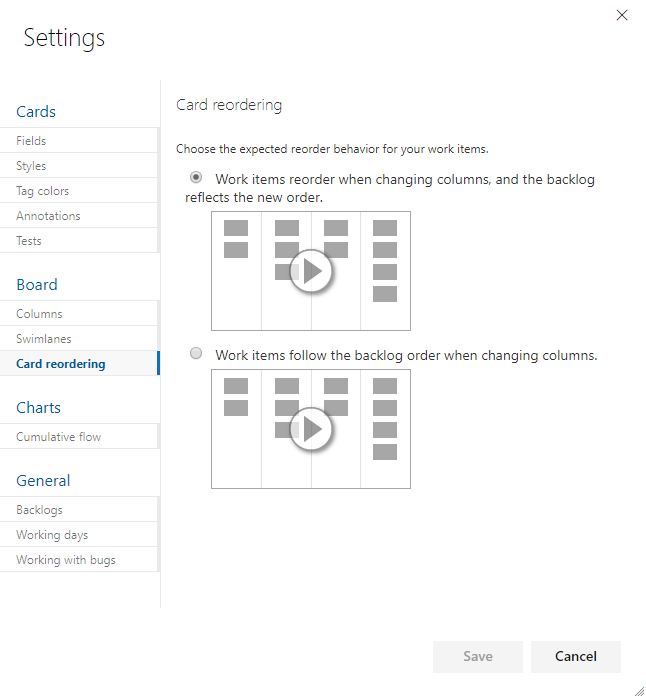 Settings
Cards
Fields
Styles
Tag colors
Annotations
Tests
Board
Columns
Swimlanes
Card reordering
Charts
Cumulative flow
General
Backlogs
Working days
Working with bugs
Card reordering
Choose the expected reorder behavior for your work items.
Work items reorder when changing columns, and the backlog
reflects the new order.
Work items follow the backlog order when changing columns.
Save
Cancel